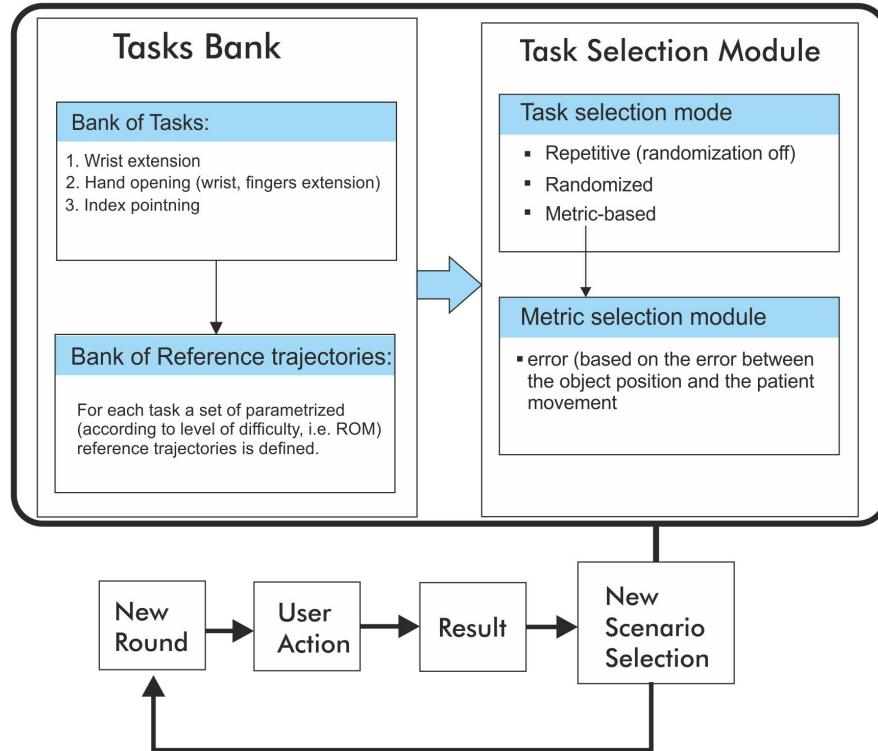 Tasks Bank
Bank of Tasks:
1. Wrist extension
2. Hand opening (wrist, fingers extension)
3. Index pointning
Bank of Reference trajectories:
For each task a set of parametrized
(according to level of difficulty, i.e. ROM)
reference trajectories is defined.
Task Selection Module
Task selection mode
▪ Repetitive (randomization off)
▪ Randomized
▪ Metric-based
Metric selection module
▪ error (based on the error between
the object position and the patient
movement
New
Round
User
Action
Result
New
Scenario
Selection